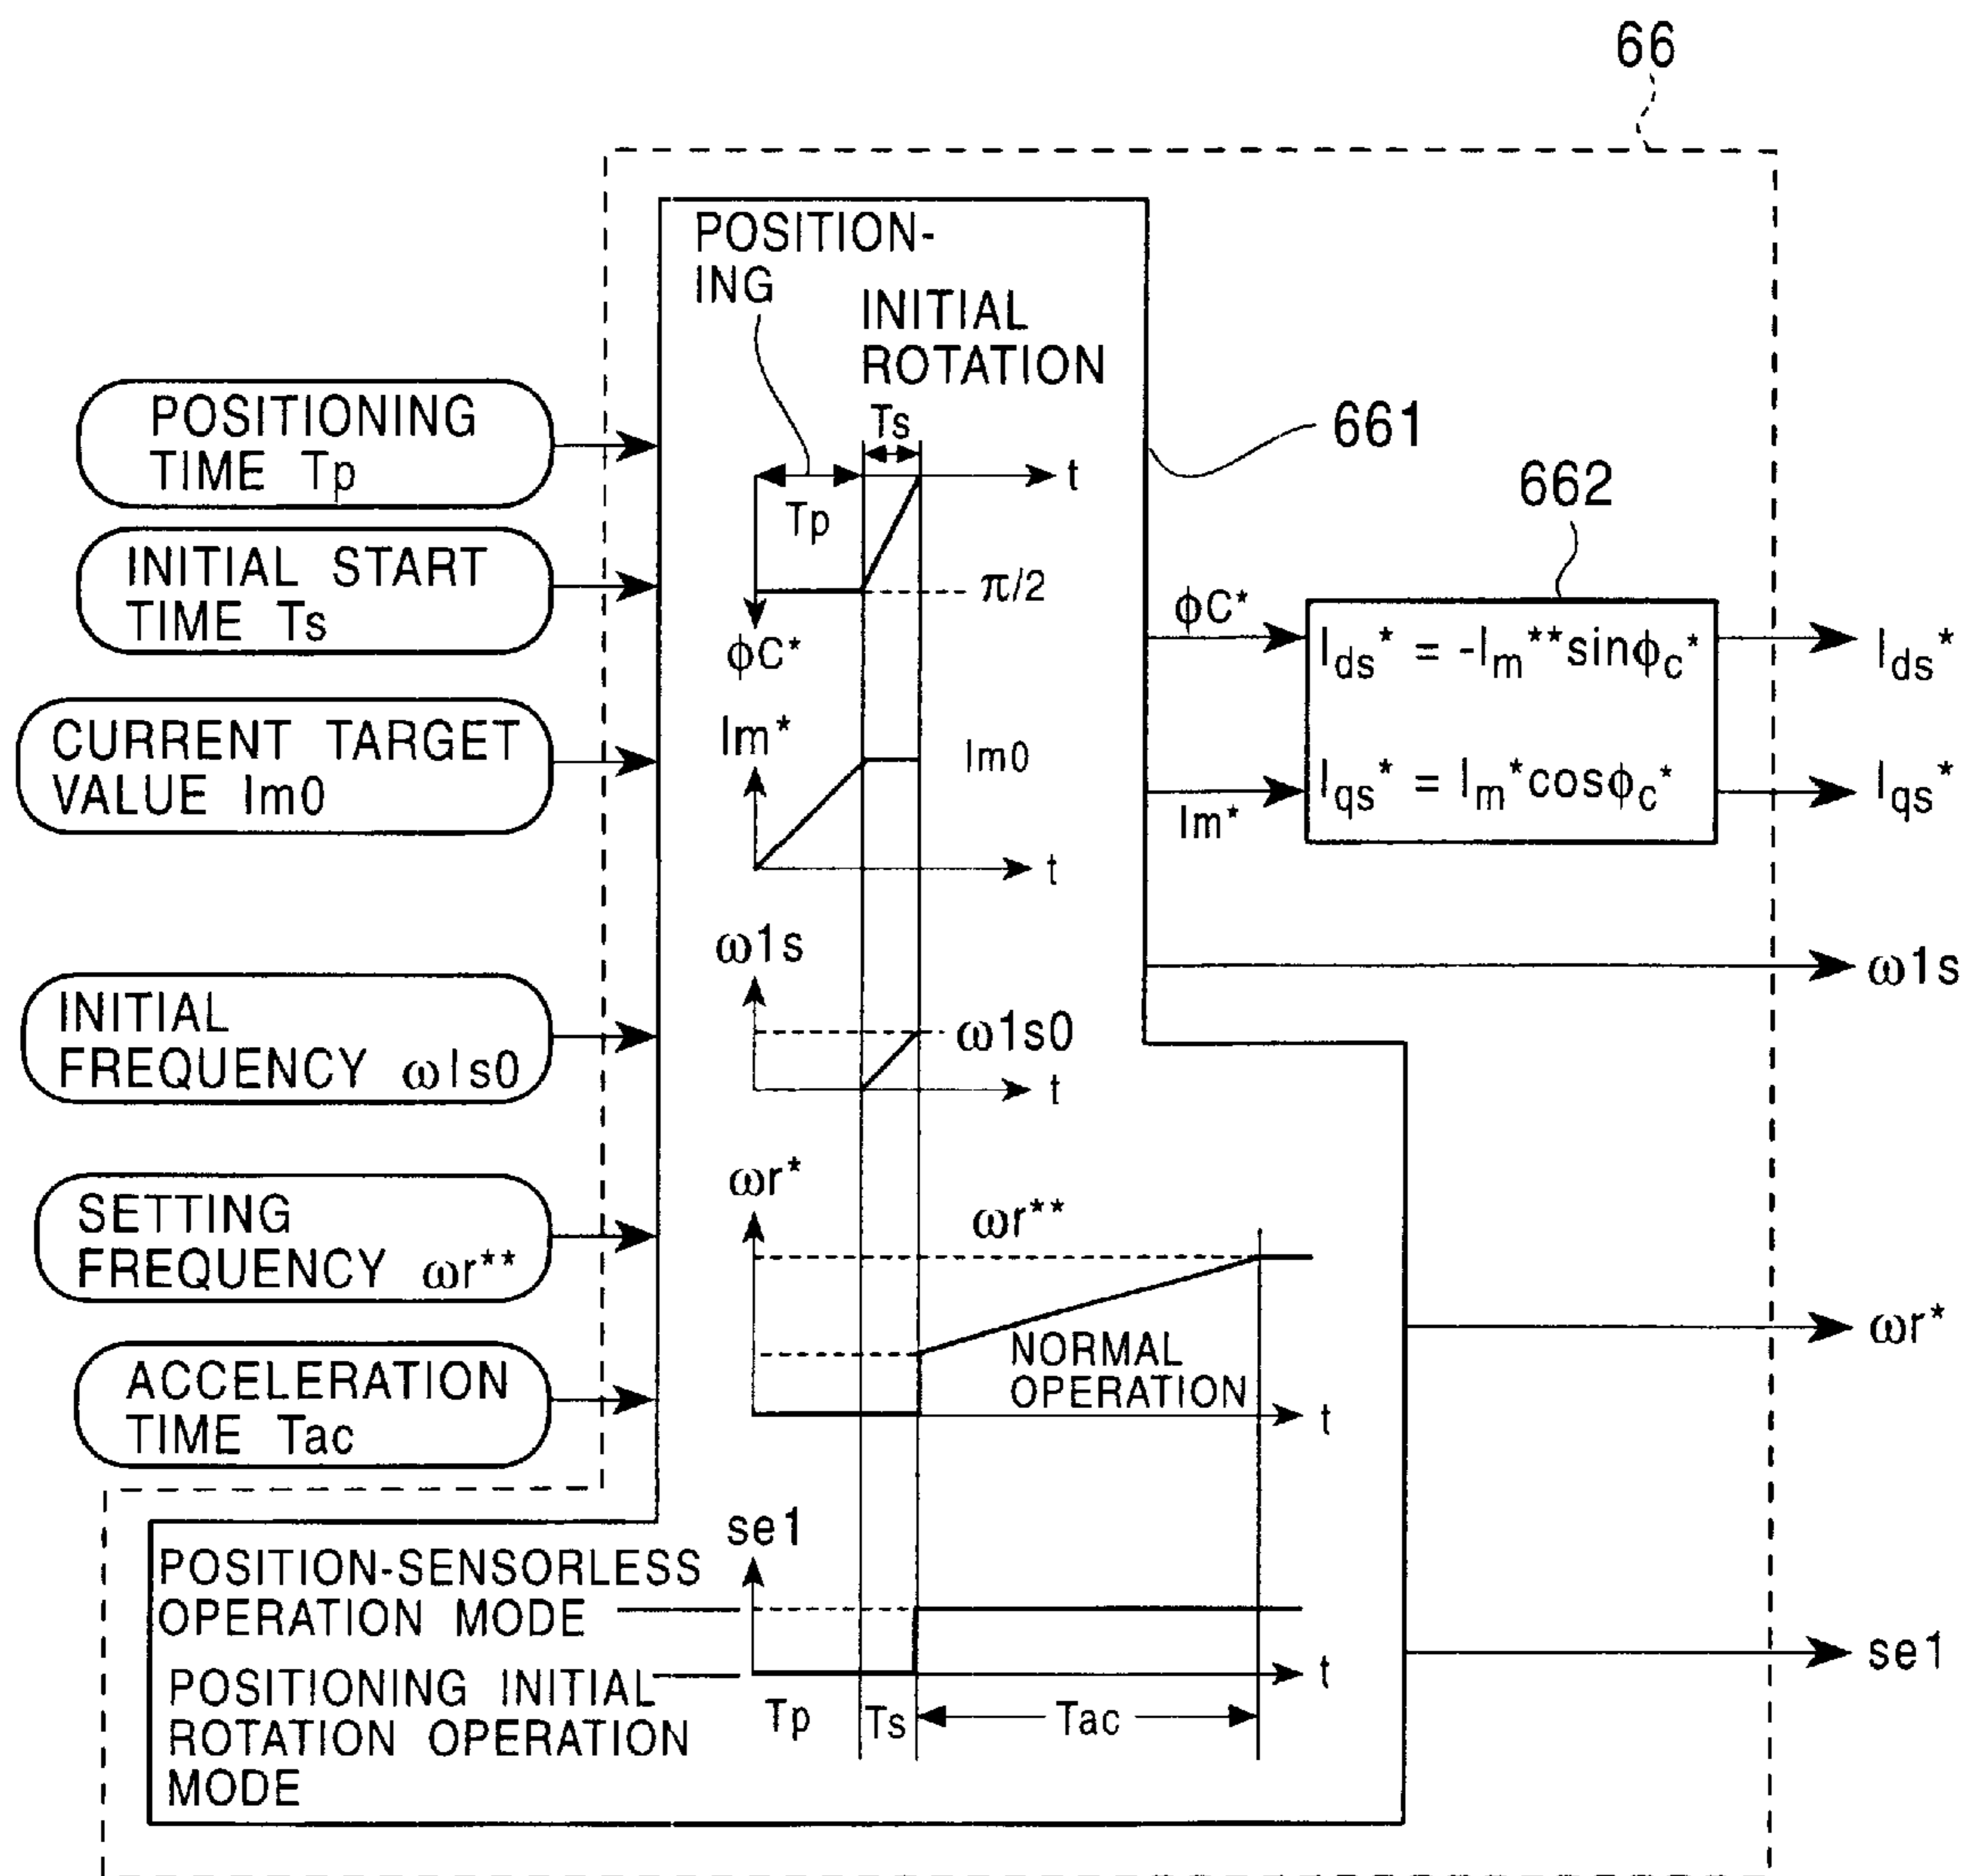 66
POSITION-
ING
INITIAL
ROTATION
Ts
t
Tp
π/2
φC*
661
662
POSITIONING
TIME Tp
INITIAL START
TIME Ts
CURRENT TARGET
VALUE Im0
INITIAL
FREQUENCY ωIs0
SETTING
FREQUENCY ωr**
ACCELERATION
TIME Tac
Im*
Im0
t
φC*
Im*
Ids* = -Im**sinφc*
Iqs* = Im*cosφc*
Ids*
Iqs*
ω1s
ω1s0
t
ω1s
ωr*
ωr**
NORMAL
OPERATION
t
ωr*
se1
POSITION-SENSORLESS
OPERATION MODE
POSITIONING INITIAL
ROTATION OPERATION
MODE
t
Tp
Ts
Tac
se1